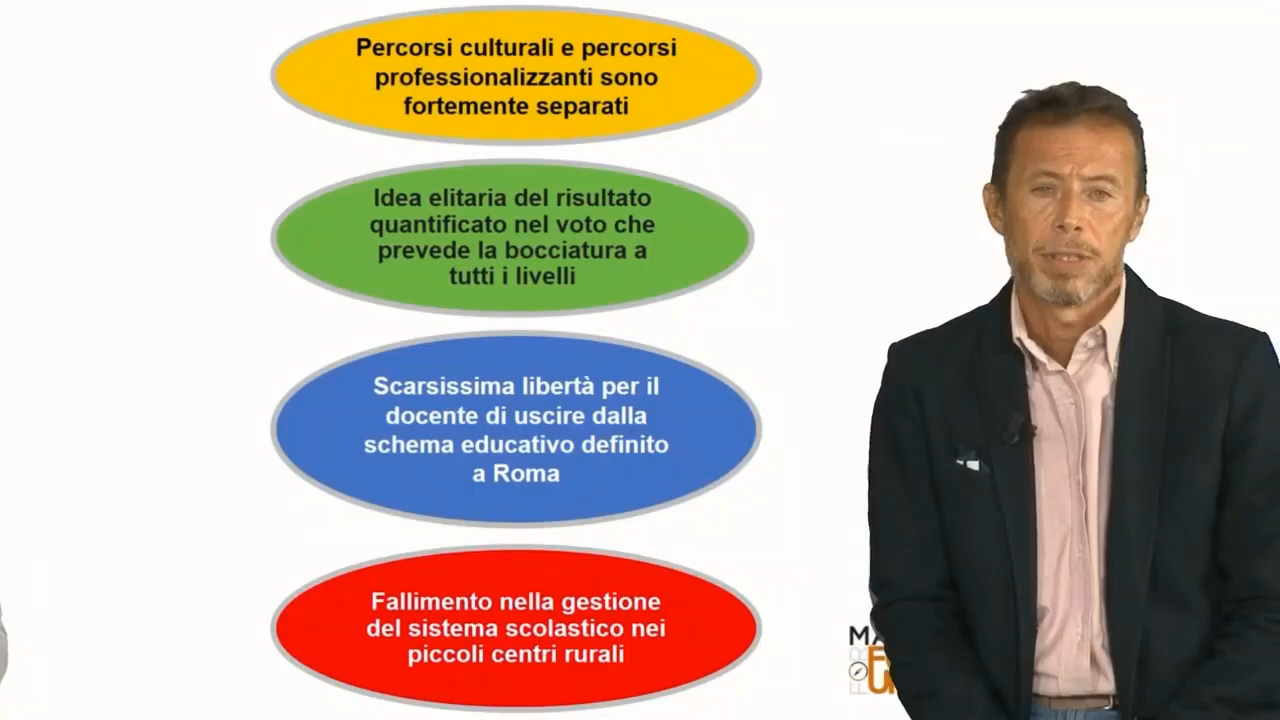 Percorsi culturali e percorsi
professionalizzanti sono
fortemente separati
Idea elitaria del risultato
quantificato nel voto che
prevede la bocciatura a
tutti i livelli
Scarsissima libertà per il
docente di uscire dalla
schema educativo definito
a Roma
Fallimento nella gestione
del sistema scolastico nei
piccoli centri rurali
MA